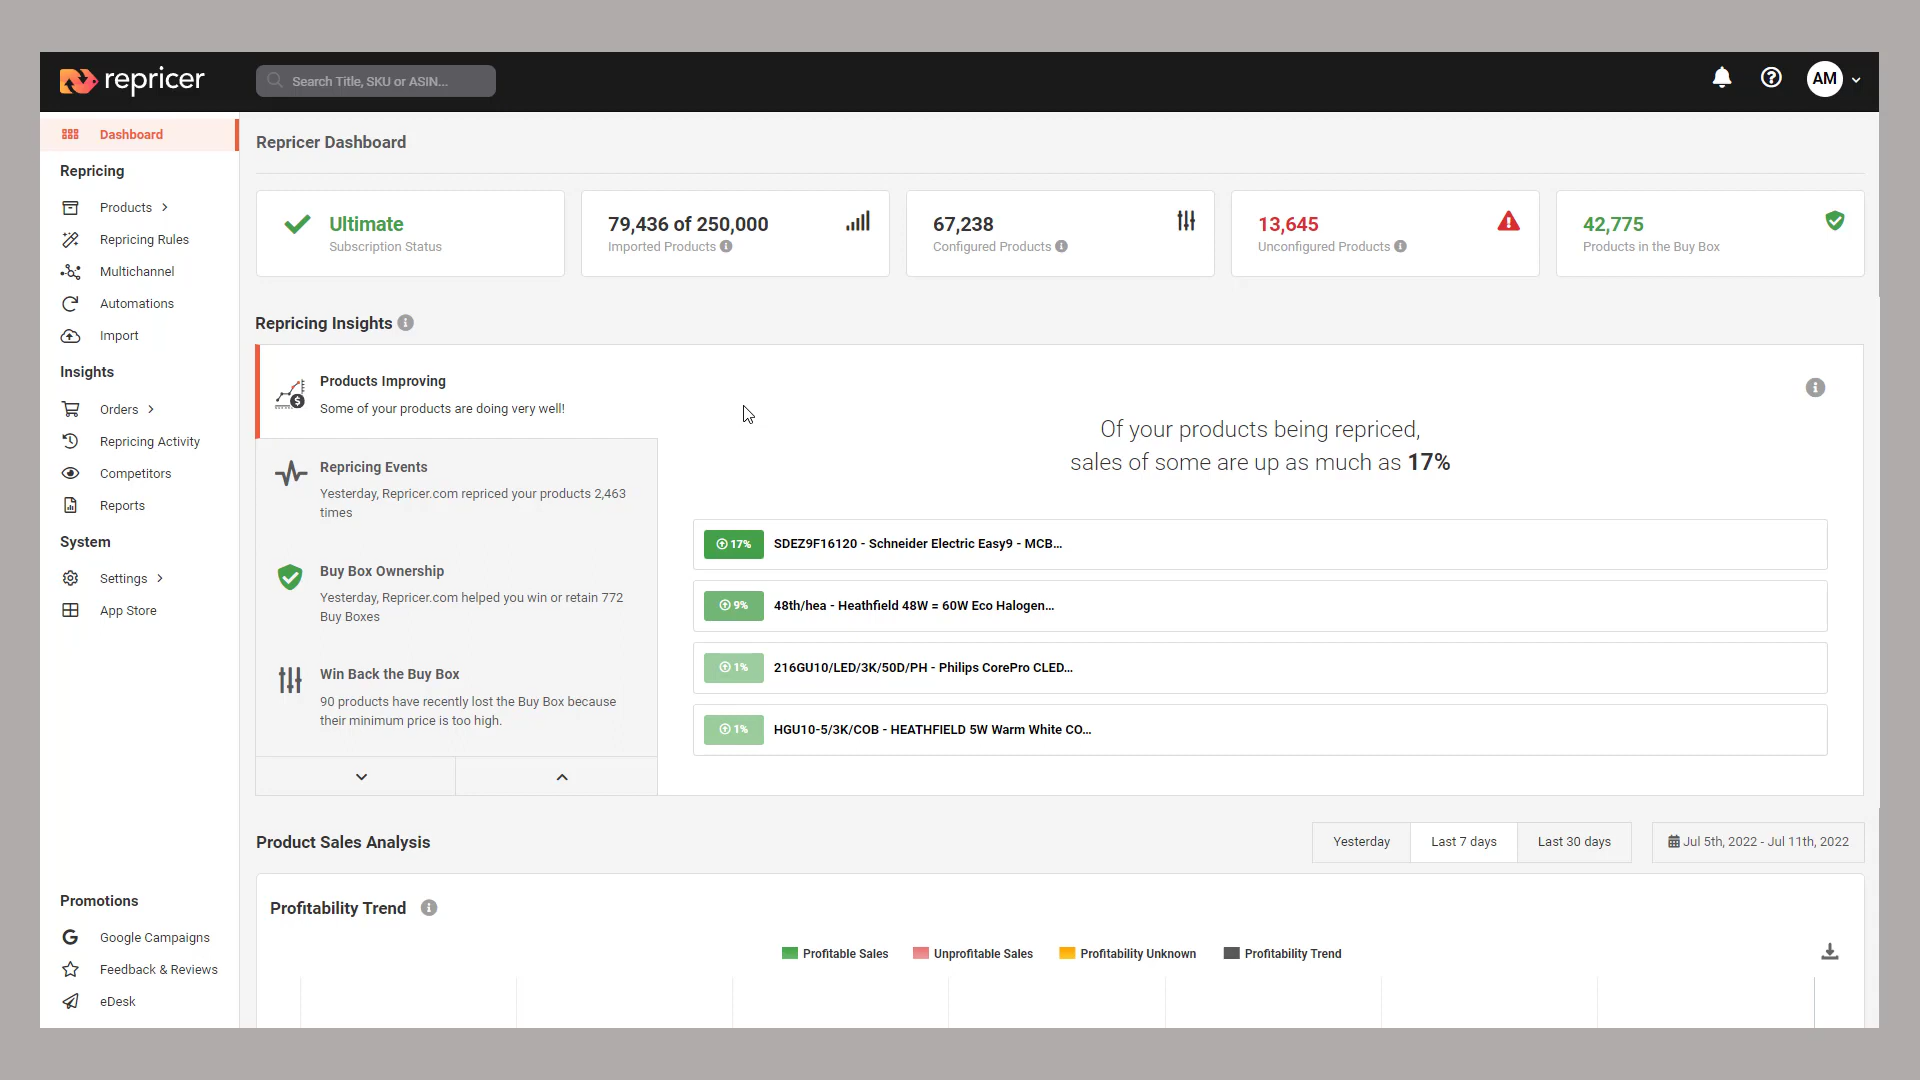 repricer
Search Title, SKU or ASIN...
AM
Dashboard
Repricing
Products
Repricing Rules
Multichannel
Automations
Import
Insights
Orders
Repricing Activity
Competitors
Reports
System
Settings
App Store
Promotions
Google Campaigns
Feedback & Reviews
eDesk
Repricer Dashboard
Ultimate
Subscription Status
79,436 of 250,000
Imported Products
67,238
Configured Products
13,645
Unconfigured Products
42,775
Products in the Buy Box
Repricing Insights
Products Improving
Some of your products are doing very well!
Repricing Events
Yesterday, Repricer.com repriced your products 2,463
times
Buy Box Ownership
Yesterday, Repricer.com helped you win or retain 772
Buy Boxes
Win Back the Buy Box
90 products have recently lost the Buy Box because
their minimum price is too high.
Of your products being repriced,
sales of some are up as much as 17%
17% SDEZ9F16120 - Schneider Electric Easy9 - MCB...
9% 48th/hea - Heathfield 48W = 60W Eco Halogen...
1% 216GU10/LED/3K/50D/PH - Philips CorePro CLED...
1% HGU10-5/3K/COB - HEATHFIELD 5W Warm White CO...
Product Sales Analysis
Yesterday
Last 7 days
Last 30 days
Jul 5th, 2022 - Jul 11th, 2022
Profitability Trend
Profitable Sales
Unprofitable Sales
Profitability Unknown
Profitability Trend